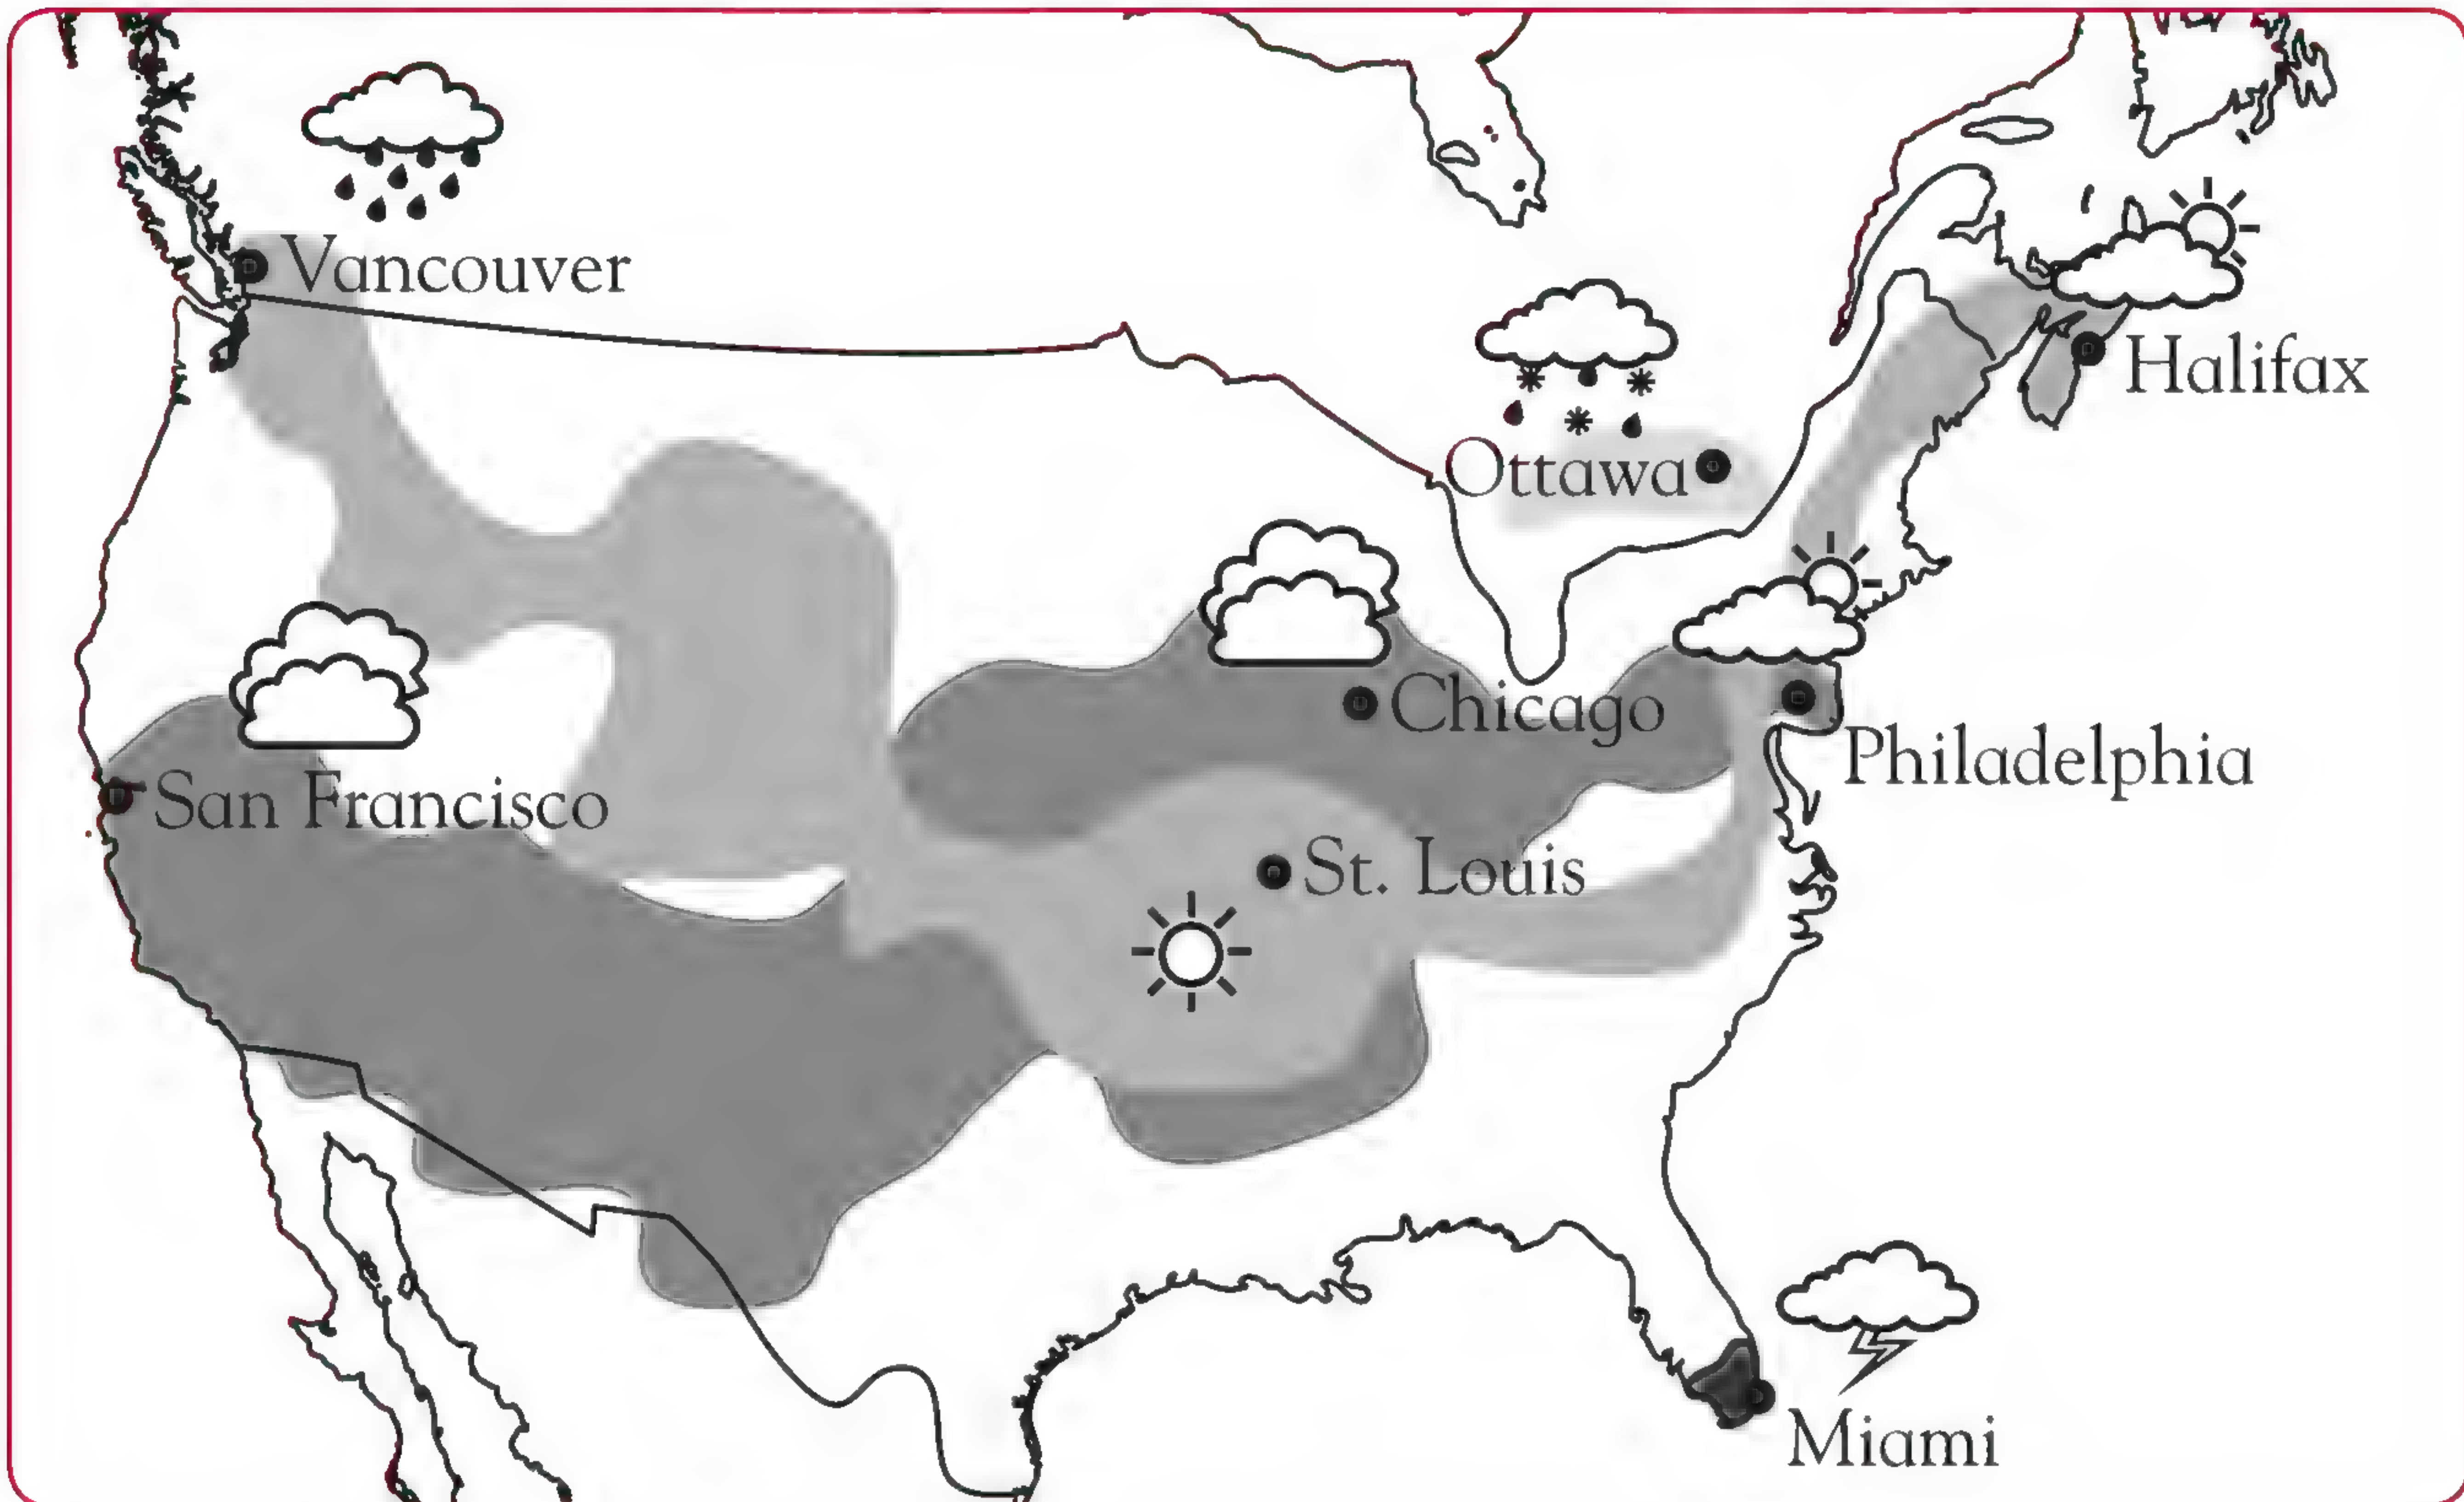 Vancouver
Halifax
Ottawa
Chicago
Philadelphia
San Francisco
St. Louis
Miami